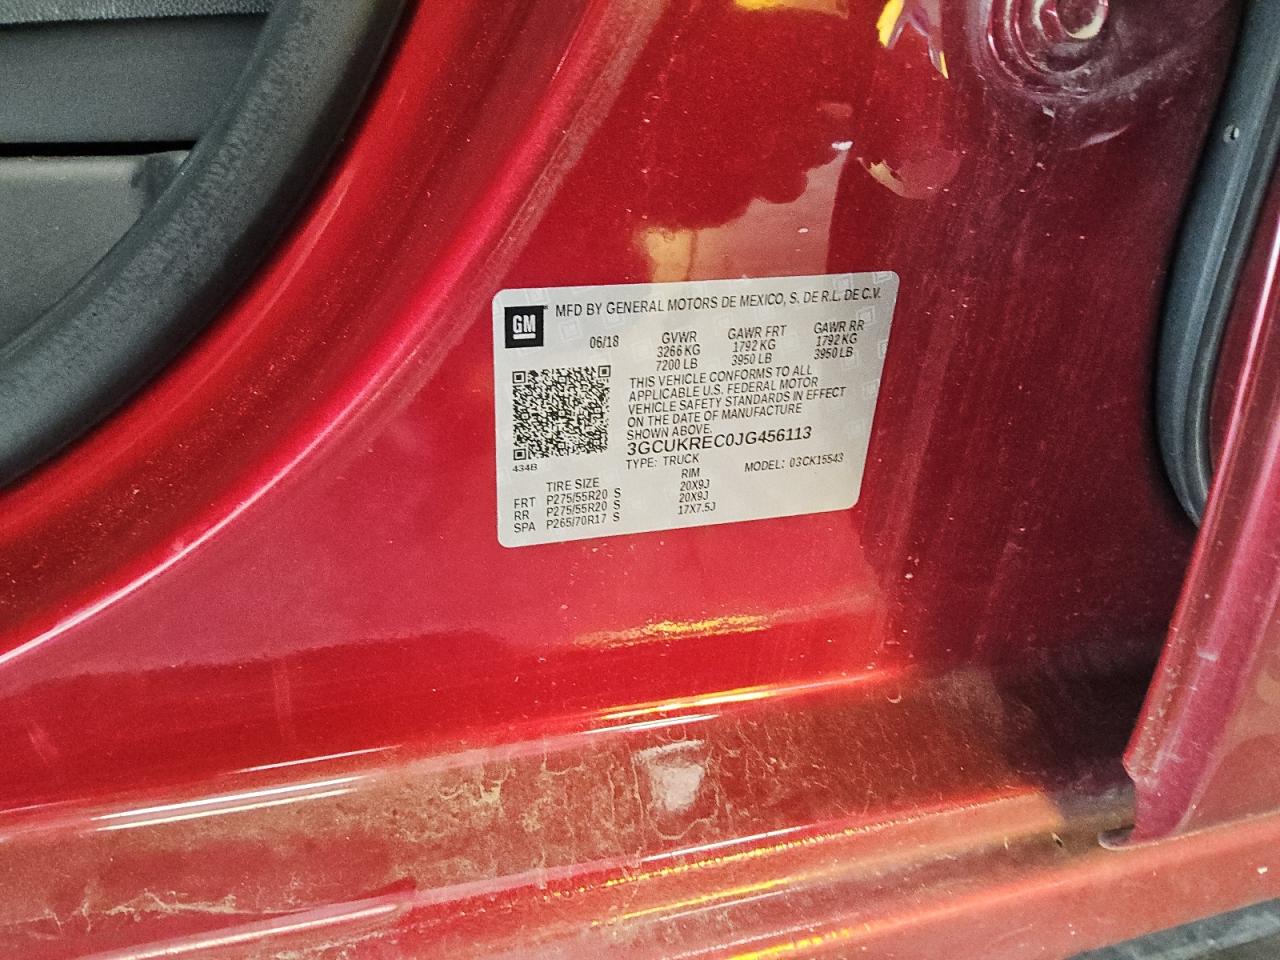 GM MFD BY GENERAL MOTORS DE MEXICO, S. DE R.L. DE C.V.
06/18 GVWR GAWR FRT GAWR RR
3266 KG 1792 KG 1792 KG
7200 LB 3950 LB 3950 LB
THIS VEHICLE CONFORMS TO ALL
APPLICABLE U.S. FEDERAL MOTOR
VEHICLE SAFETY STANDARDS IN EFFECT
ON THE DATE OF MANUFACTURE
SHOWN ABOVE.
3GCUKREC0JG456113
434B TYPE: TRUCK MODEL: 03CK15543
TIRE SIZE RIM
FRT P275/55R20 S 20X9J
RR P275/55R20 S 20X9J
SPA P265/70R17 S 17X7.5J